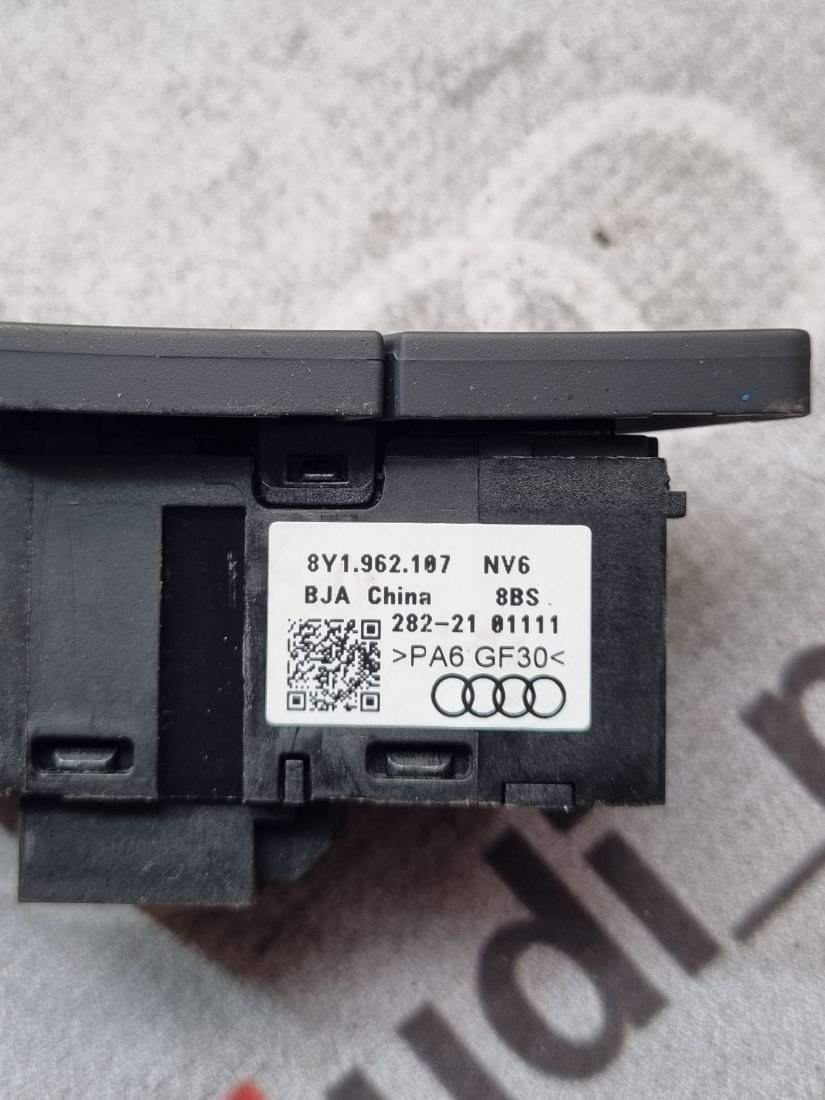 8Y1.962.107 NV6
BJA China 8BS
282-21 01111
>PA6 GF30<